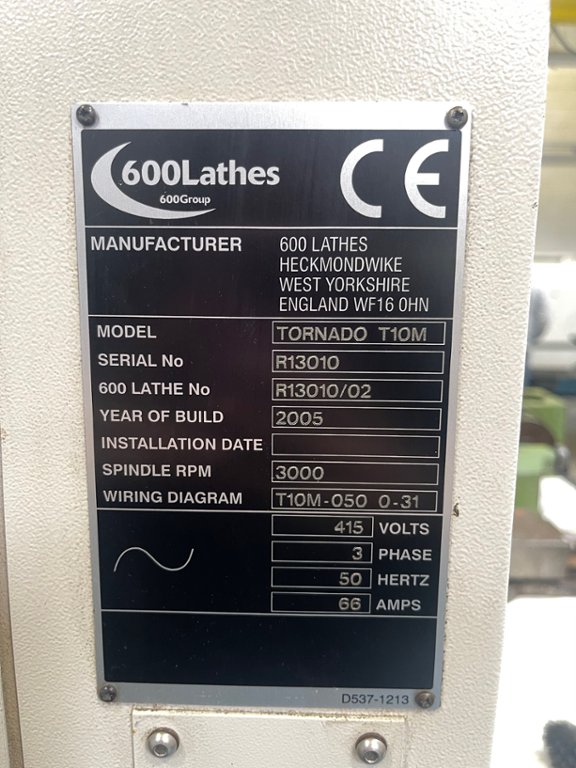 600Lathes
600Group
CE
MANUFACTURER 600 LATHES
HECKMONDWIKE
WEST YORKSHIRE
ENGLAND WF16 0HN
MODEL TORNADO T10M
SERIAL No R13010
600 LATHE No R13010/02
YEAR OF BUILD 2005
INSTALLATION DATE
SPINDLE RPM 3000
WIRING DIAGRAM T10M-050 0-31
415 VOLTS
3 PHASE
50 HERTZ
66 AMPS
D537-1213